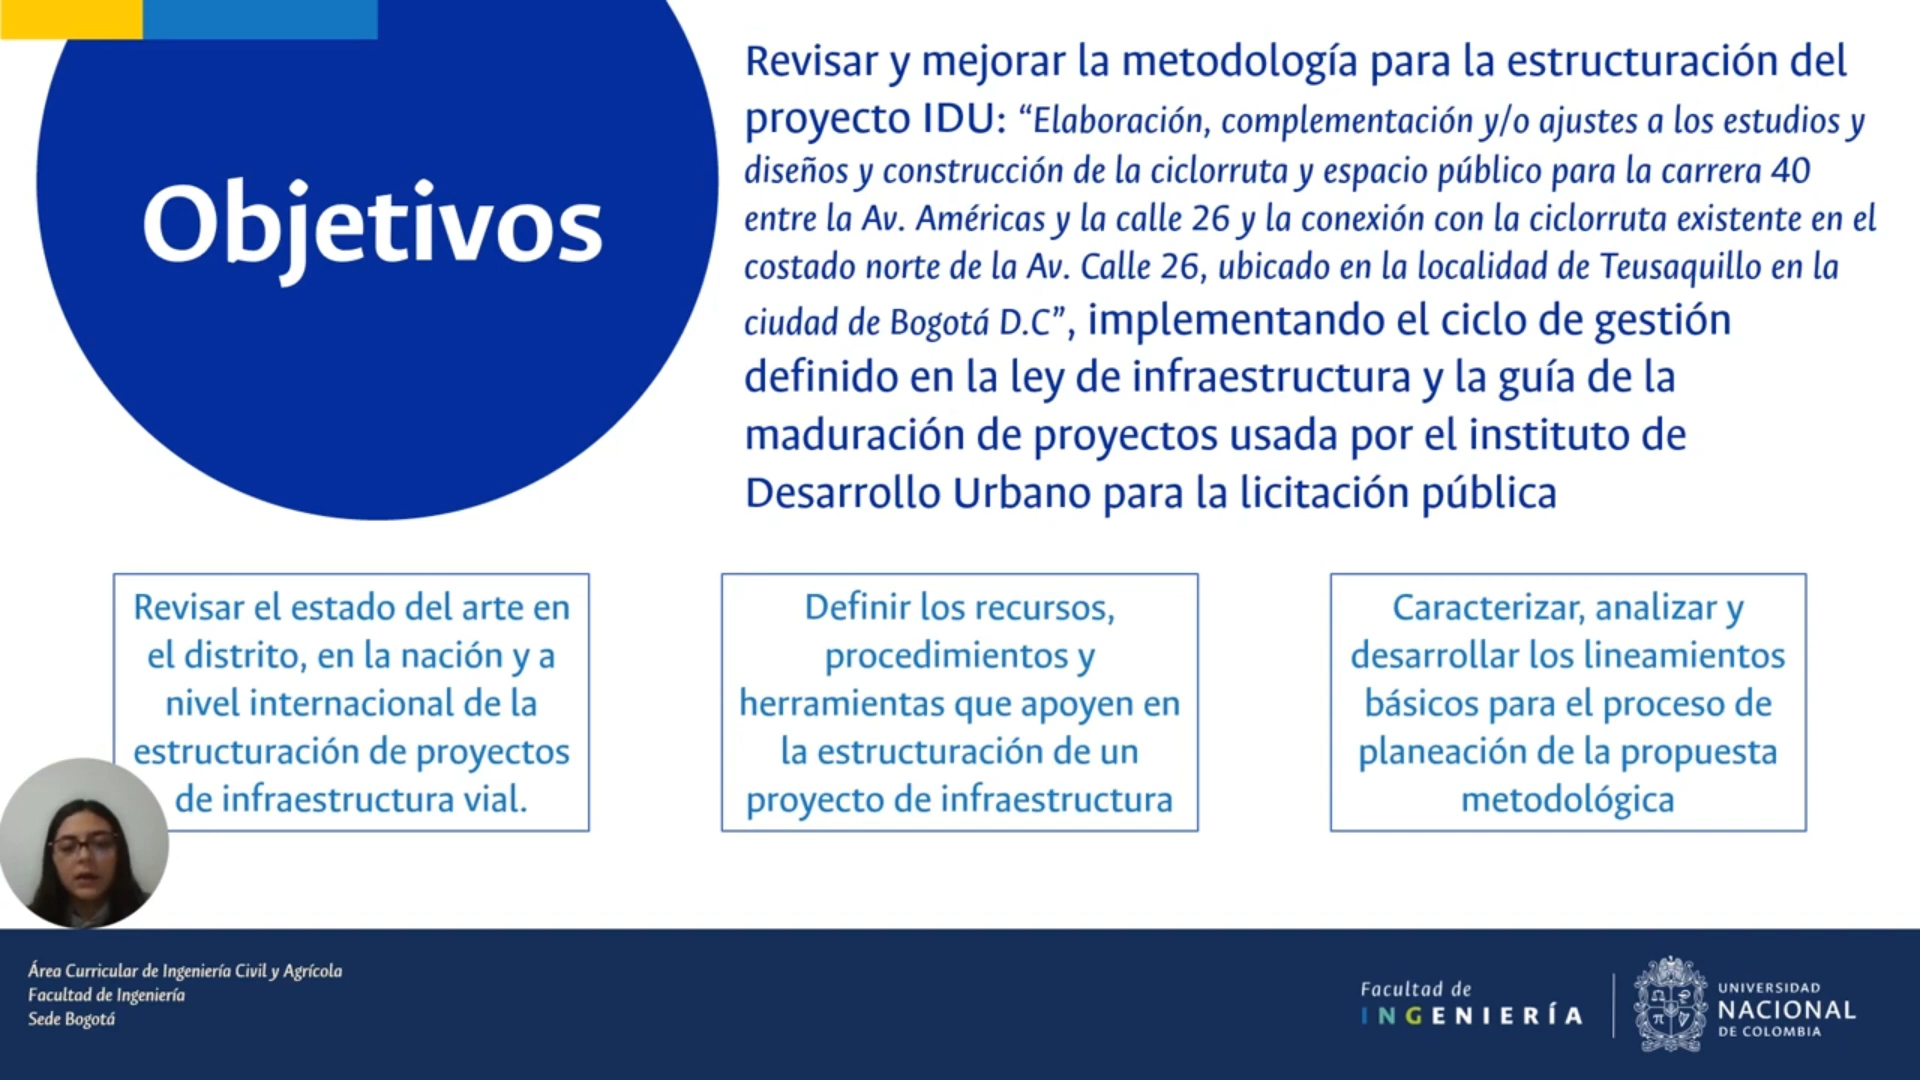 Objetivos
Revisar y mejorar la metodología para la estructuración del
proyecto IDU: “Elaboración, complementación y/o ajustes a los estudios y
diseños y construcción de la ciclorruta y espacio público para la carrera 40
entre la Av. Américas y la calle 26 y la conexión con la ciclorruta existente en el
costado norte de la Av. Calle 26, ubicado en la localidad de Teusaquillo en la
ciudad de Bogotá D.C”, implementando el ciclo de gestión
definido en la ley de infraestructura y la guía de la
maduración de proyectos usada por el instituto de
Desarrollo Urbano para la licitación pública
Revisar el estado del arte en
el distrito, en la nación y a
nivel internacional de la
estructuración de proyectos
de infraestructura vial.
Definir los recursos,
procedimientos y
herramientas que apoyen en
la estructuración de un
proyecto de infraestructura
Caracterizar, analizar y
desarrollar los lineamientos
básicos para el proceso de
planeación de la propuesta
metodológica
Área Curricular de Ingeniería Civil y Agrícola
Facultad de Ingeniería
Sede Bogotá
Facultad de
INGENIERÍA
UNIVERSIDAD
NACIONAL
DE COLOMBIA